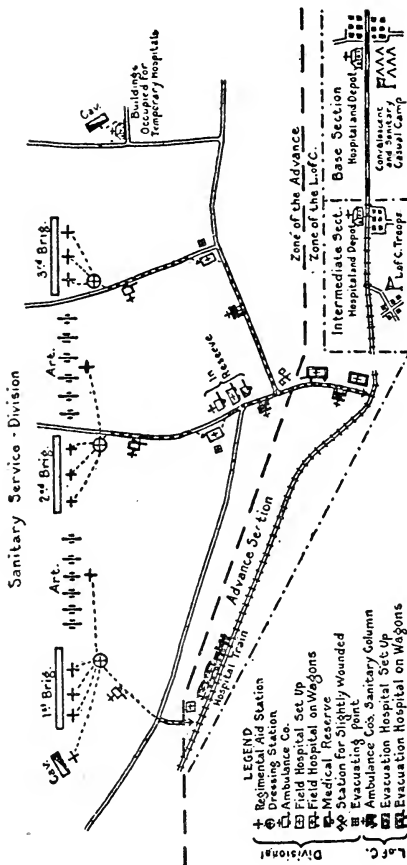 Sanitary Service - Division
Cav.
1st Brig.
Art.
2nd Brig.
Art.
3rd Brig.
Cav.
Buildings
Occupied for
Temporary Hospitals
In
Reserve
Zone of the Advance
Zone of the L.of C.
Advance Section
Hospital Train
Intermediate Sect.
Hospital and Depot
L.of C. Troops
Base Section
Hospital and Depot
Convalescent
and Sanitary
Casual Camp
LEGEND
Divisional
Regimental Aid Station
Dressing Station
Ambulance Co.
Field Hospital Set Up
Field Hospital on Wagons
Medical Reserve
Station for Slightly Wounded
Evacuating Point
L.of C.
Ambulance Co's. Sanitary Column
Evacuation Hospital Set Up
Evacuation Hospital on Wagons